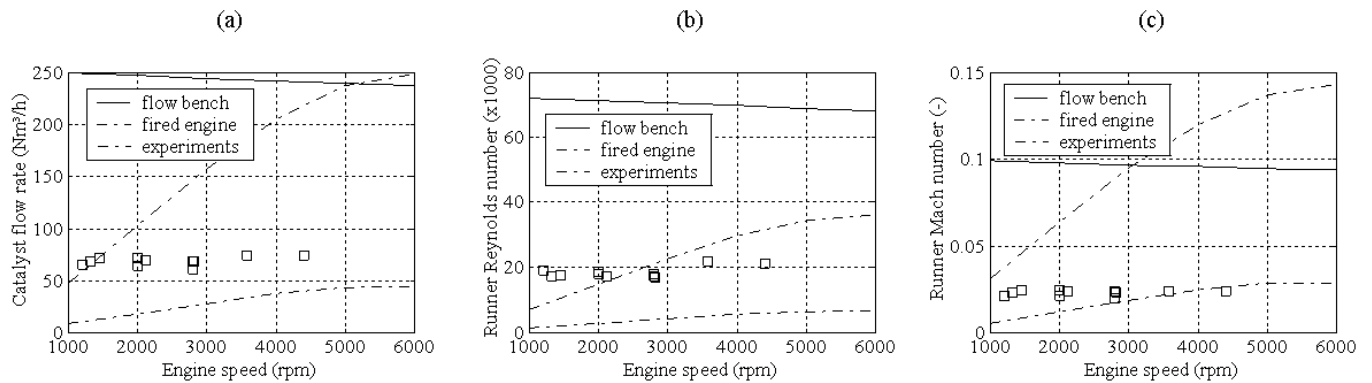 (a)
250
200
150
100
50
0
1000 2000 3000 4000 5000 6000
Engine speed (rpm)
Catalyst flow rate (Nm³/h)
flow bench
fired engine
experiments
(b)
80
60
40
20
0
1000 2000 3000 4000 5000 6000
Engine speed (rpm)
Runner Reynolds number (x1000)
flow bench
fired engine
experiments
(c)
0.15
0.1
0.05
0
1000 2000 3000 4000 5000 6000
Engine speed (rpm)
Runner Mach number (-)
flow bench
fired engine
experiments